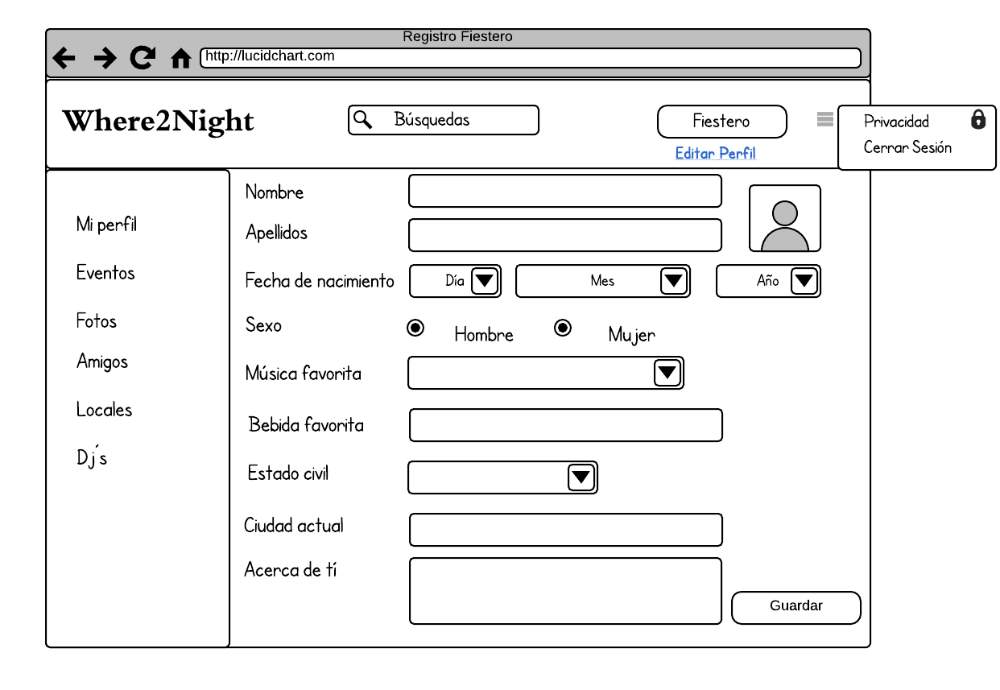 Registro Fiestero
http://lucidchart.com
Where2Night
Búsquedas
Fiestero
Editar Perfil
Privacidad
Cerrar Sesión
Mi perfil
Eventos
Fotos
Amigos
Locales
Dj´s
Nombre
Apellidos
Fecha de nacimiento Día Mes Año
Sexo Hombre Mujer
Música favorita
Bebida favorita
Estado civil
Ciudad actual
Acerca de tí
Guardar